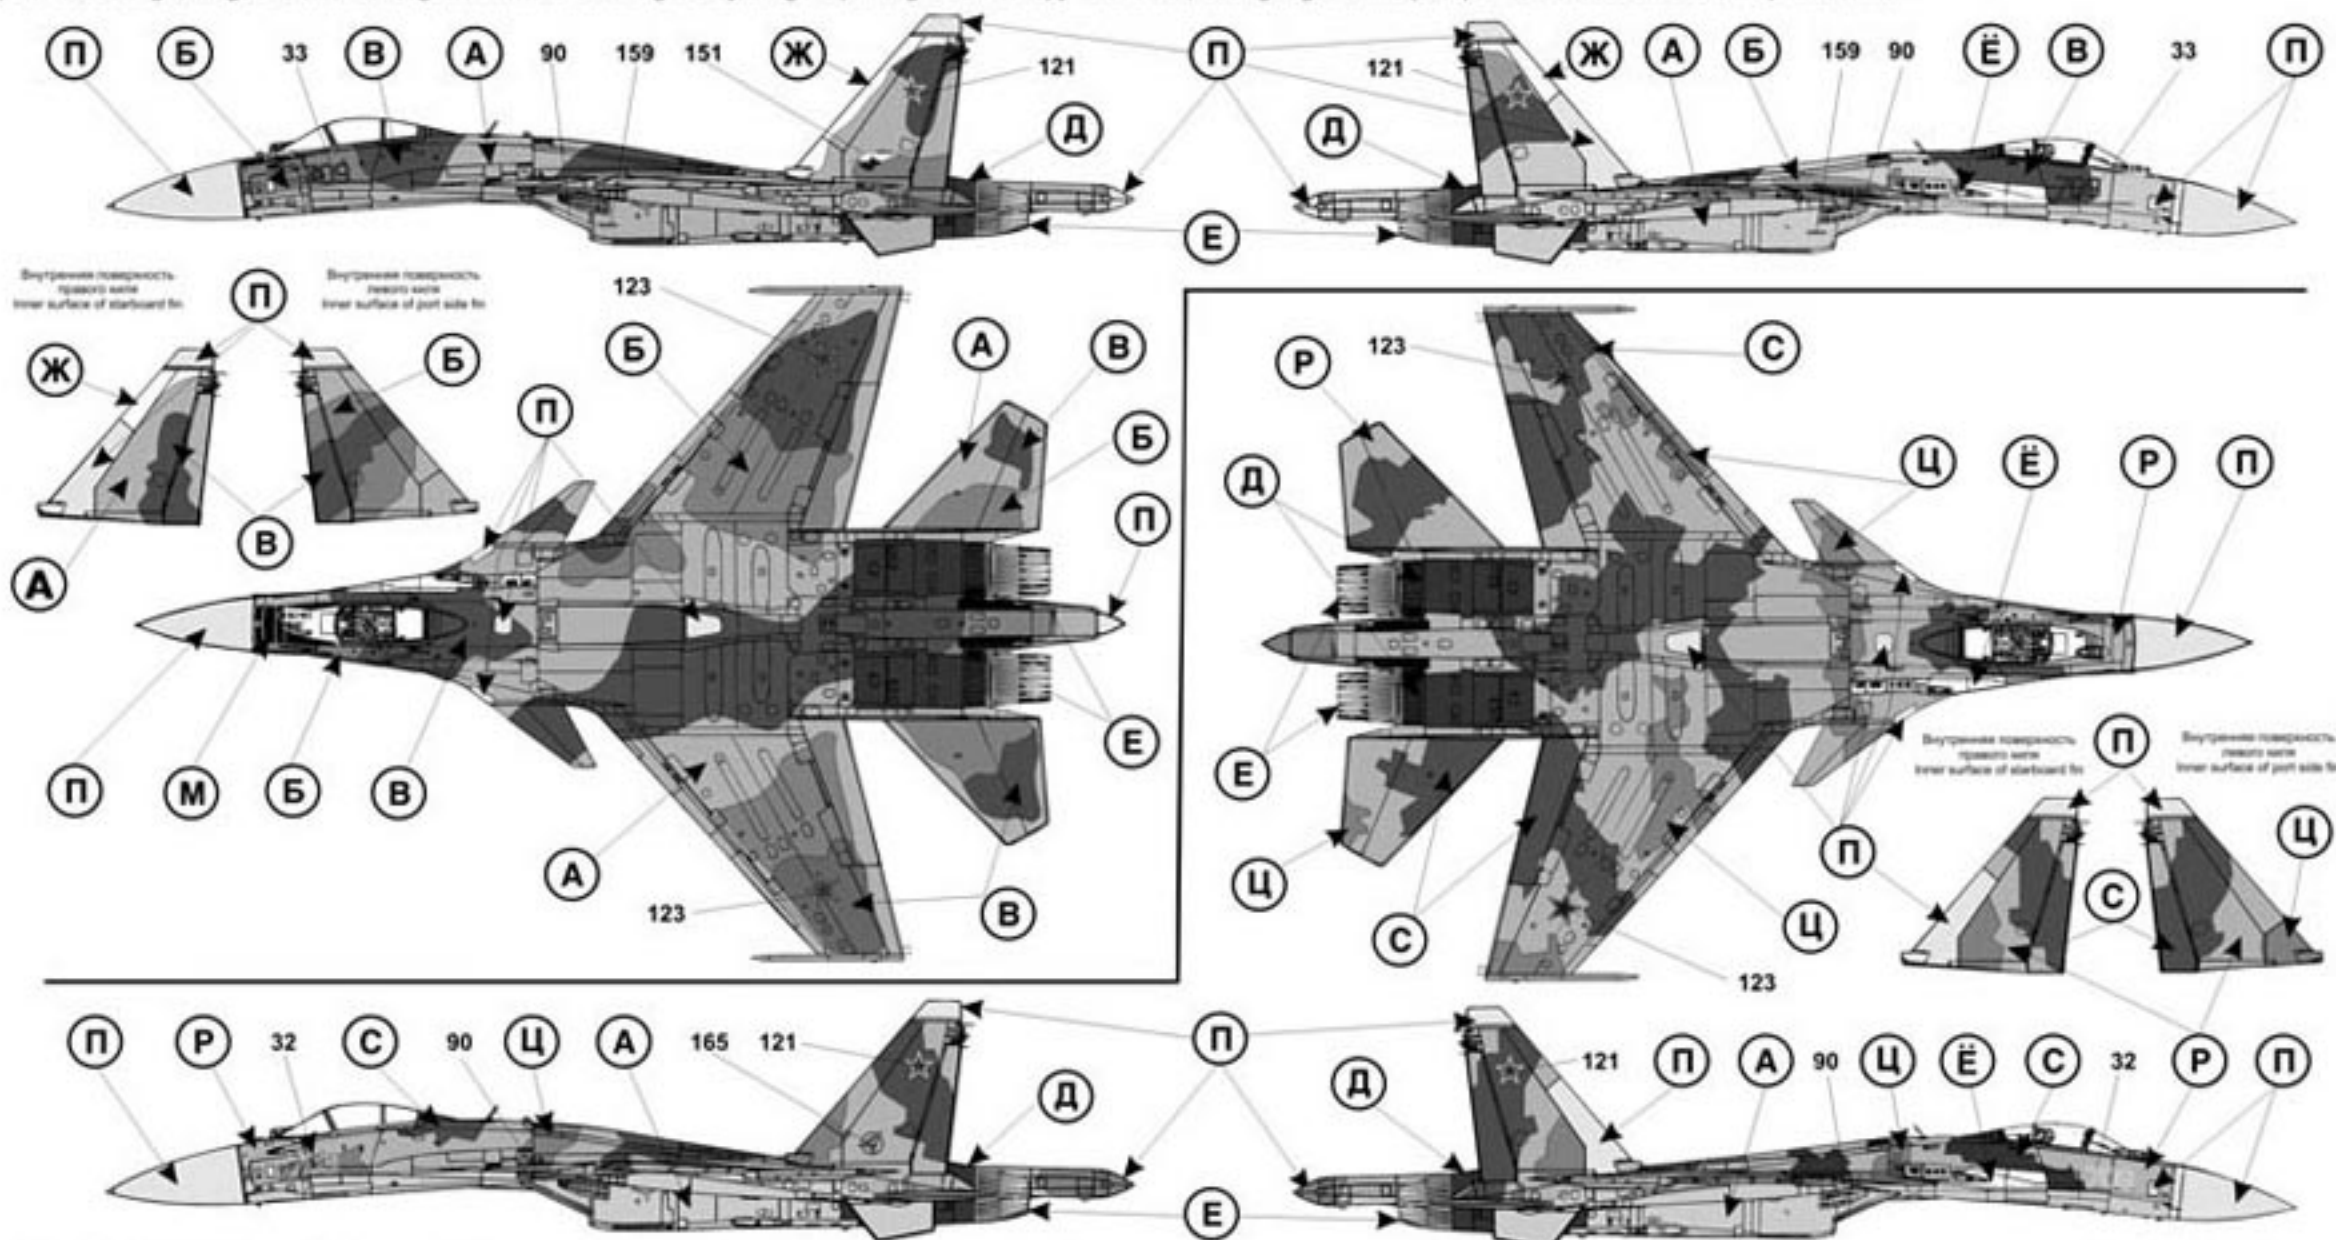 П Б 33 В А 90 159 151 Ж П Ж А Б 159 90 Ё В 33 П
121 121
Д Д
Е
Внутренняя поверхность
правого киля
Inner surface of starboard fin
Внутренняя поверхность
левого киля
Inner surface of port side fin
П
123
Ж Б Б А В
П Б
П
А В
П М Б В Е
А
123 В
Р 123 С
Д Ц Ё Р П
Е
Внутренняя поверхность
правого киля
Inner surface of starboard fin
П
Внутренняя поверхность
левого киля
Inner surface of port side fin
Ц П Ц
С Ц С
123
П Р 32 С 90 Ц А 165 121 П 121 П А 90 Ц Ё С 32 Р П
Д Д
Е